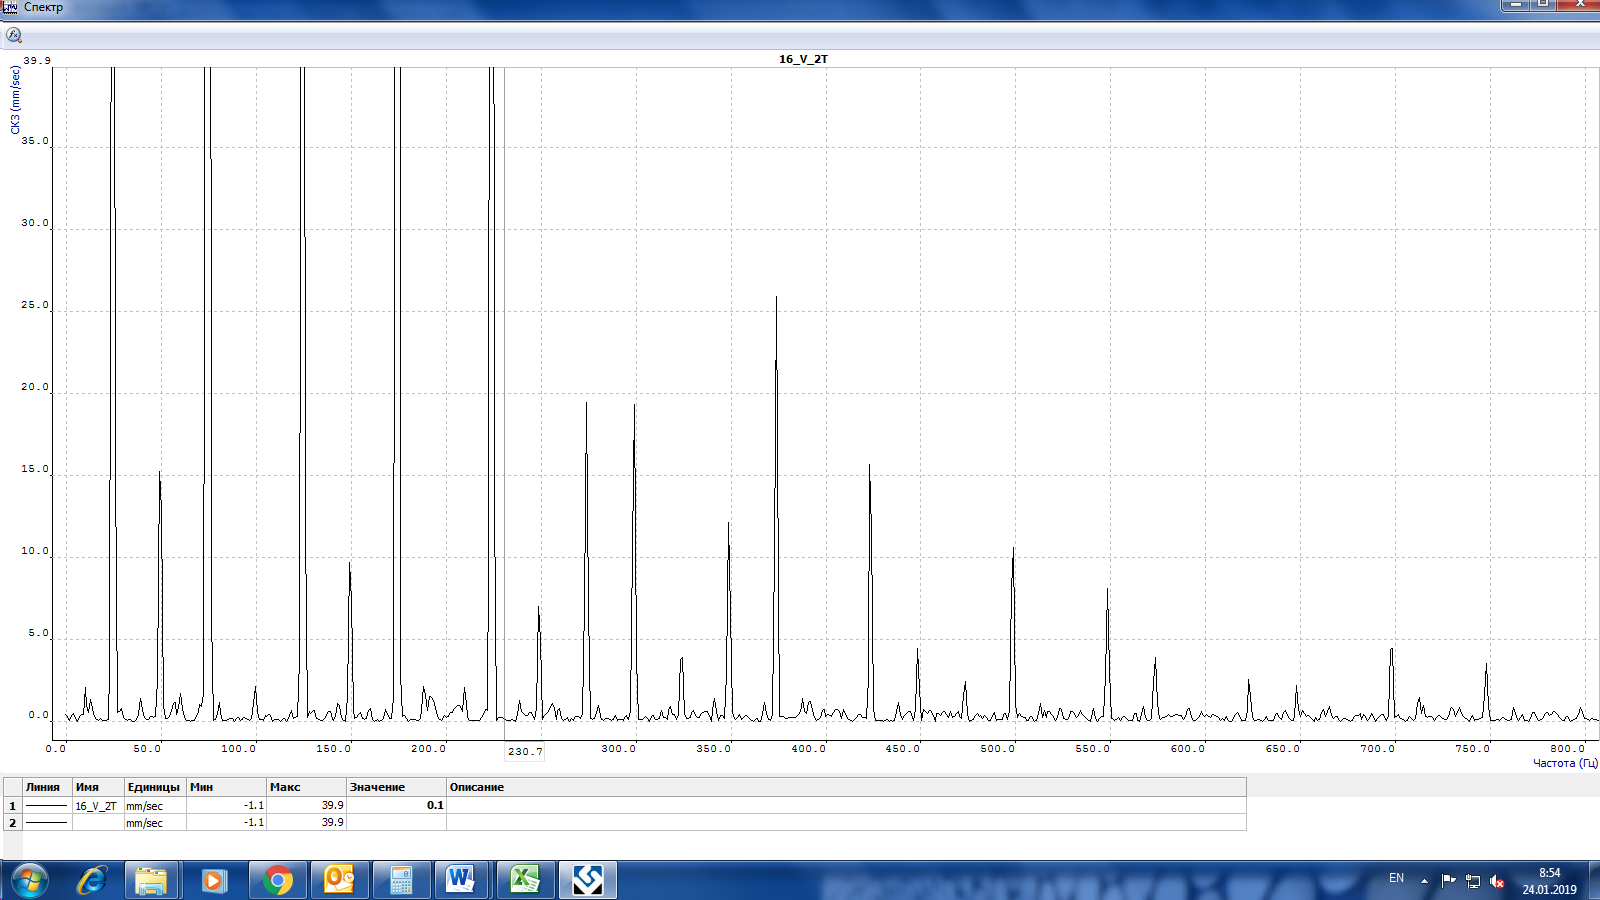 Спектр
16_V_2T
39.9
СКЗ (mm/sec)
35.0
30.0
25.0
20.0
15.0
10.0
5.0
0.0
0.0 50.0 100.0 150.0 200.0 230.7 300.0 350.0 400.0 450.0 500.0 550.0 600.0 650.0 700.0 750.0 800.0
Частота (Гц)
Линия Имя Единицы Мин Макс Значение Описание
1 16_V_2T mm/sec -1.1 39.9 0.1
2 mm/sec -1.1 39.9
EN 8:54
24.01.2019